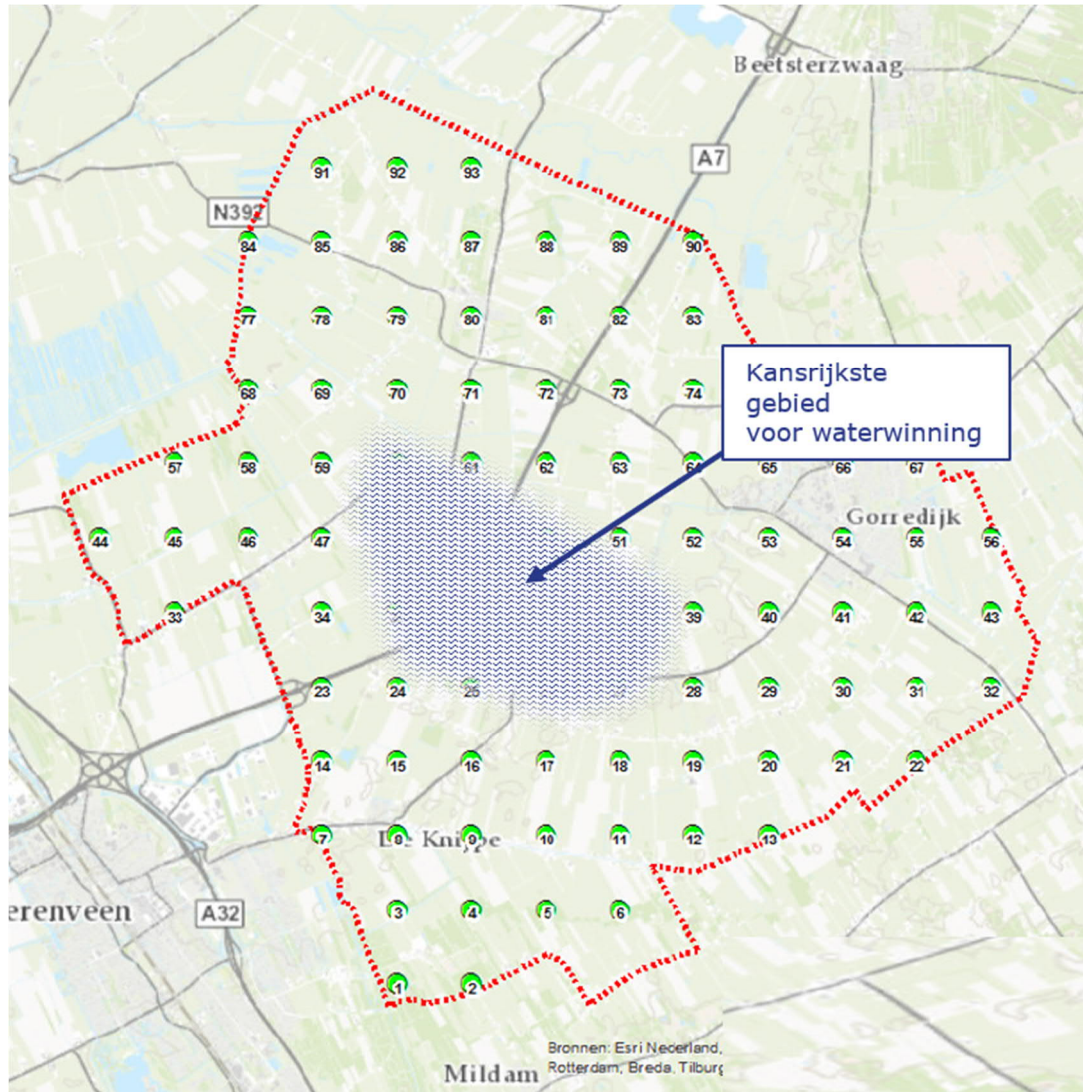 Beetsterzwaag
A7
91 92 93
N392
84 85 86 87 88 89 90
77 78 79 80 81 82 83
Kansrijkste
gebied
voor waterwinning
68 69 70 71 72 73 74
57 58 59 61 62 63 64 65 66 67
Gorredijk
44 45 46 47 51 52 53 54 55 56
33 34 39 40 41 42 43
23 24 25 28 29 30 31 32
14 15 16 17 18 19 20 21 22
De Knijpe
7 8 9 10 11 12 13
erenveen
A32
3 4 5 6
1 2
Bronnen: Esri Nederland,
Rotterdam, Breda, Tilburg
Mildam